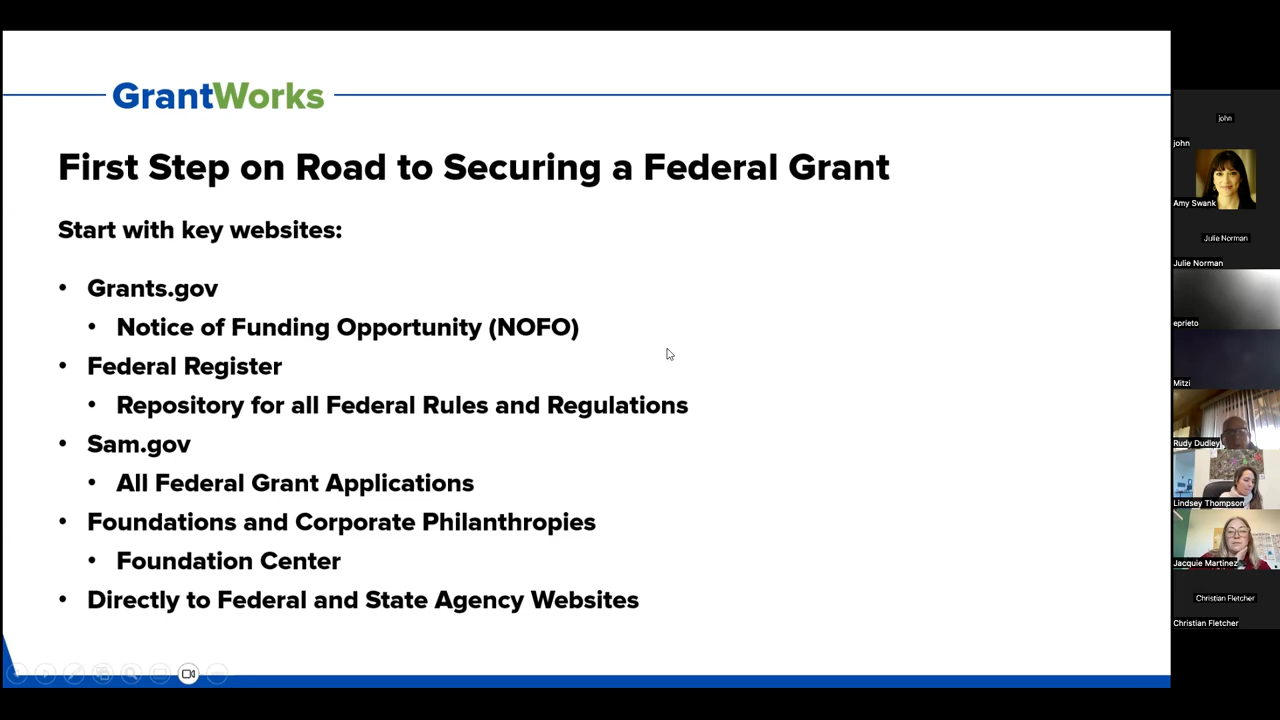 GrantWorks
First Step on Road to Securing a Federal Grant
Start with key websites:
• Grants.gov
• Notice of Funding Opportunity (NOFO)
• Federal Register
• Repository for all Federal Rules and Regulations
• Sam.gov
• All Federal Grant Applications
• Foundations and Corporate Philanthropies
• Foundation Center
• Directly to Federal and State Agency Websites
john
john
Amy Swank
Julie Norman
Julie Norman
eprieto
Mitzi
Rudy Dudley
Lindsey Thompson
Jacquie Martinez
Christian Fletcher
Christian Fletcher